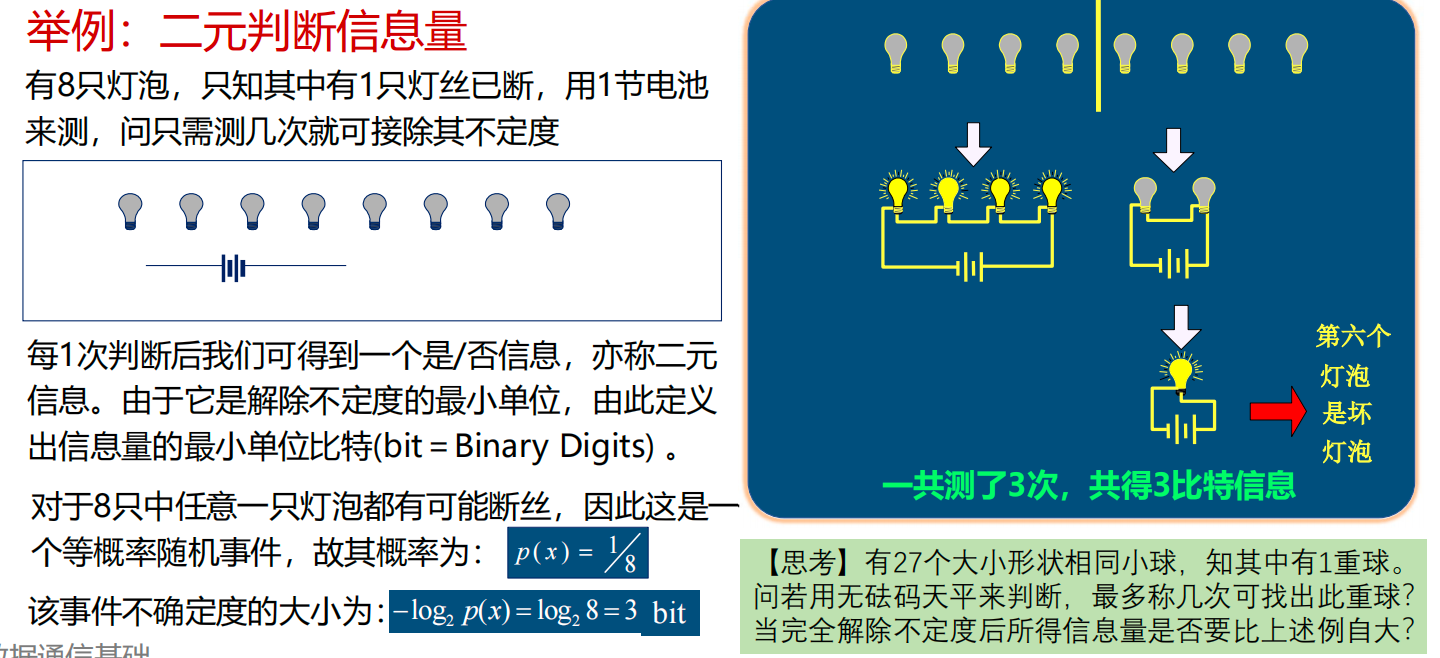 举例：二元判断信息量
有8只灯泡，只知其中有1只灯丝已断，用1节电池
来测，问只需测几次就可接除其不定度
每1次判断后我们可得到一个是/否信息，亦称二元
信息。由于它是解除不定度的最小单位，由此定义
出信息量的最小单位比特(bit = Binary Digits) 。
对于8只中任意一只灯泡都有可能断丝，因此这是一
个等概率随机事件，故其概率为： p(x) = 1/8
该事件不确定度的大小为: −log₂ p(x) = log₂ 8 = 3 bit
数据通信基础
第六个
灯泡
是坏
灯泡
一共测了3次，共得3比特信息
【思考】有27个大小形状相同小球，知其中有1重球。
问若用无砝码天平来判断，最多称几次可找出此重球？
当完全解除不定度后所得信息量是否要比上述例自大？